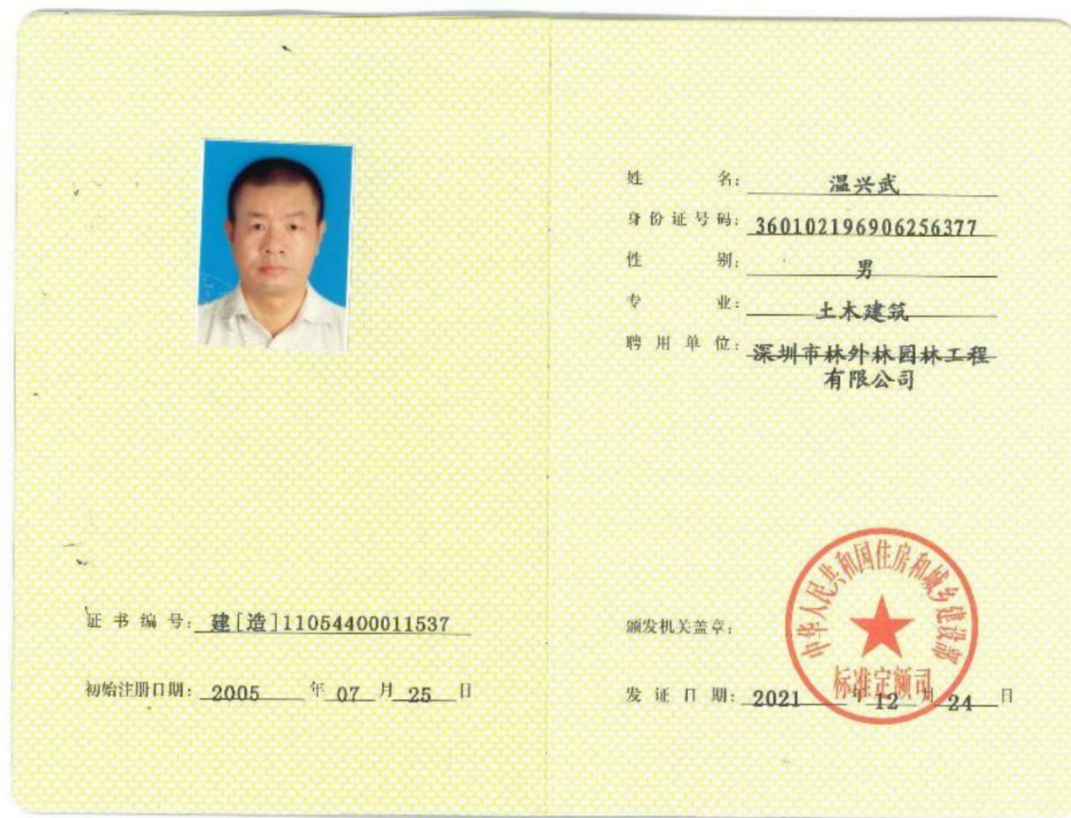 姓 名: 温兴武
身份证号码: 360102196906256377
性 别: 男
专 业: 土木建筑
聘用单位: 深圳市林外林园林工程
有限公司
证书编号: 建[造]11054400011537
初始注册日期: 2005 年 07 月 25 日
中华人民共和国住房和城乡建设部
标准定额司
颁发机关盖章:
发证日期: 2021 年 12 月 24 日